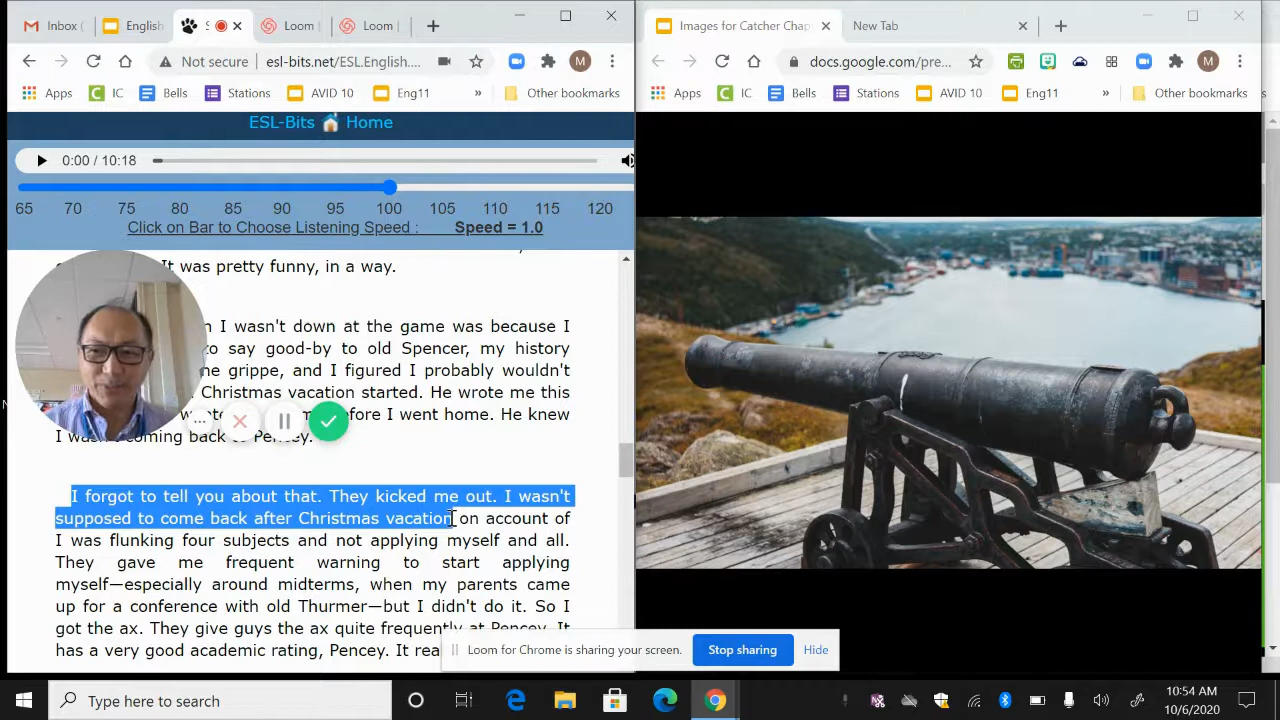 Inbox (
English
S
Loom
Loom
Not secure
esl-bits.net/ESL.English....
M
Apps
IC
Bells
Stations
AVID 10
Eng11
»
Other bookmarks
ESL-Bits Home
0:00 / 10:18
65 70 75 80 85 90 95 100 105 110 115 120
Click on Bar to Choose Listening Speed : Speed = 1.0
It was pretty funny, in a way.
I wasn't down at the game was because I
to say good-by to old Spencer, my history
grippe, and I figured I probably wouldn't
Christmas vacation started. He wrote me this
before I went home. He knew
I wasn't coming back to Pencey.
I forgot to tell you about that. They kicked me out. I wasn't
supposed to come back after Christmas vacation on account of
I was flunking four subjects and not applying myself and all.
They gave me frequent warning to start applying
myself—especially around midterms, when my parents came
up for a conference with old Thurmer—but I didn't do it. So I
got the ax. They give guys the ax quite frequently at Pencey. It
has a very good academic rating, Pencey. It rea
Images for Catcher Chap
New Tab
docs.google.com/pre...
M
Apps
IC
Bells
Stations
AVID 10
Eng11
»
Other bookmarks
Loom for Chrome is sharing your screen.
Stop sharing
Hide
Type here to search
10:54 AM
10/6/2020